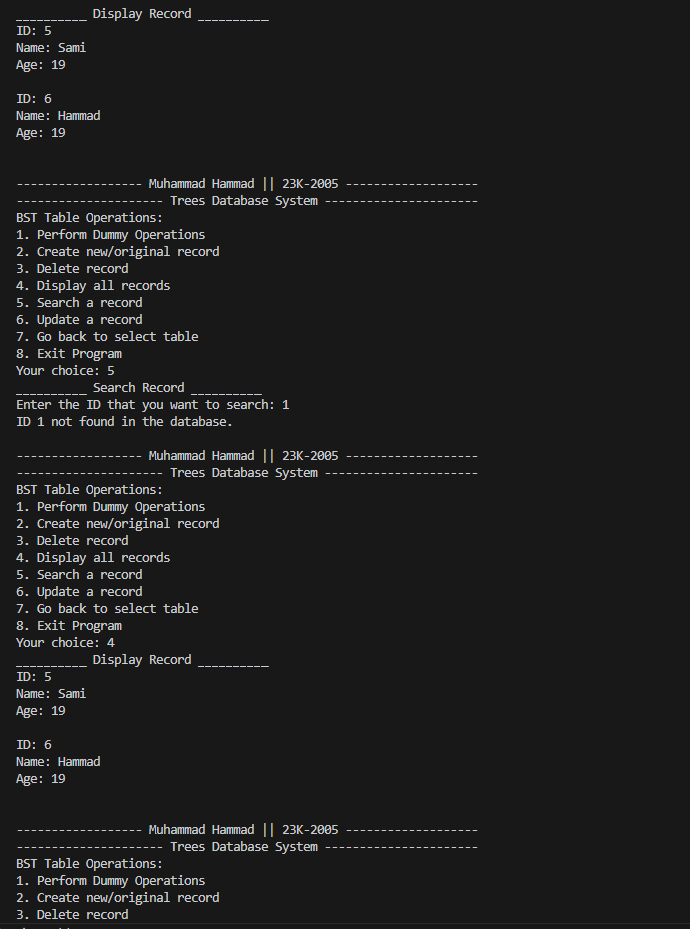 __________ Display Record __________
ID: 5
Name: Sami
Age: 19

ID: 6
Name: Hammad
Age: 19

------------------ Muhammad Hammad || 23K-2005 -------------------
--------------------- Trees Database System ----------------------
BST Table Operations:
1. Perform Dummy Operations
2. Create new/original record
3. Delete record
4. Display all records
5. Search a record
6. Update a record
7. Go back to select table
8. Exit Program
Your choice: 5
__________ Search Record __________
Enter the ID that you want to search: 1
ID 1 not found in the database.

------------------ Muhammad Hammad || 23K-2005 -------------------
--------------------- Trees Database System ----------------------
BST Table Operations:
1. Perform Dummy Operations
2. Create new/original record
3. Delete record
4. Display all records
5. Search a record
6. Update a record
7. Go back to select table
8. Exit Program
Your choice: 4
__________ Display Record __________
ID: 5
Name: Sami
Age: 19

ID: 6
Name: Hammad
Age: 19

------------------ Muhammad Hammad || 23K-2005 -------------------
--------------------- Trees Database System ----------------------
BST Table Operations:
1. Perform Dummy Operations
2. Create new/original record
3. Delete record